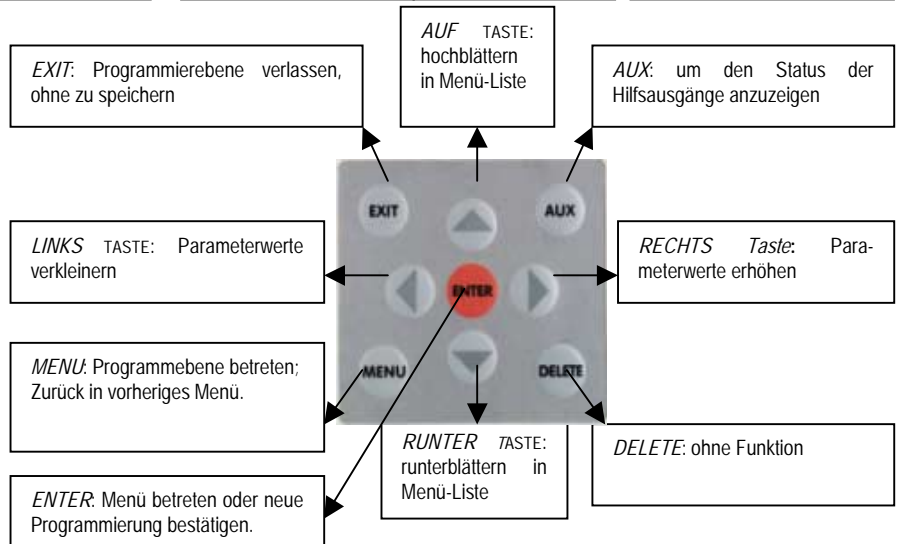 AUF TASTE:
hochblättern
in Menü-Liste
EXIT: Programmierebene verlassen,
ohne zu speichern
AUX: um den Status der
Hilfsausgänge anzuzeigen
EXIT
AUX
LINKS TASTE: Parameterwerte
verkleinern
RECHTS Taste: Para-
meterwerte erhöhen
ENTER
MENU: Programmebene betreten;
Zurück in vorheriges Menü.
MENU
DELETE
RUNTER TASTE:
runterblättern in
Menü-Liste
DELETE: ohne Funktion
ENTER: Menü betreten oder neue
Programmierung bestätigen.